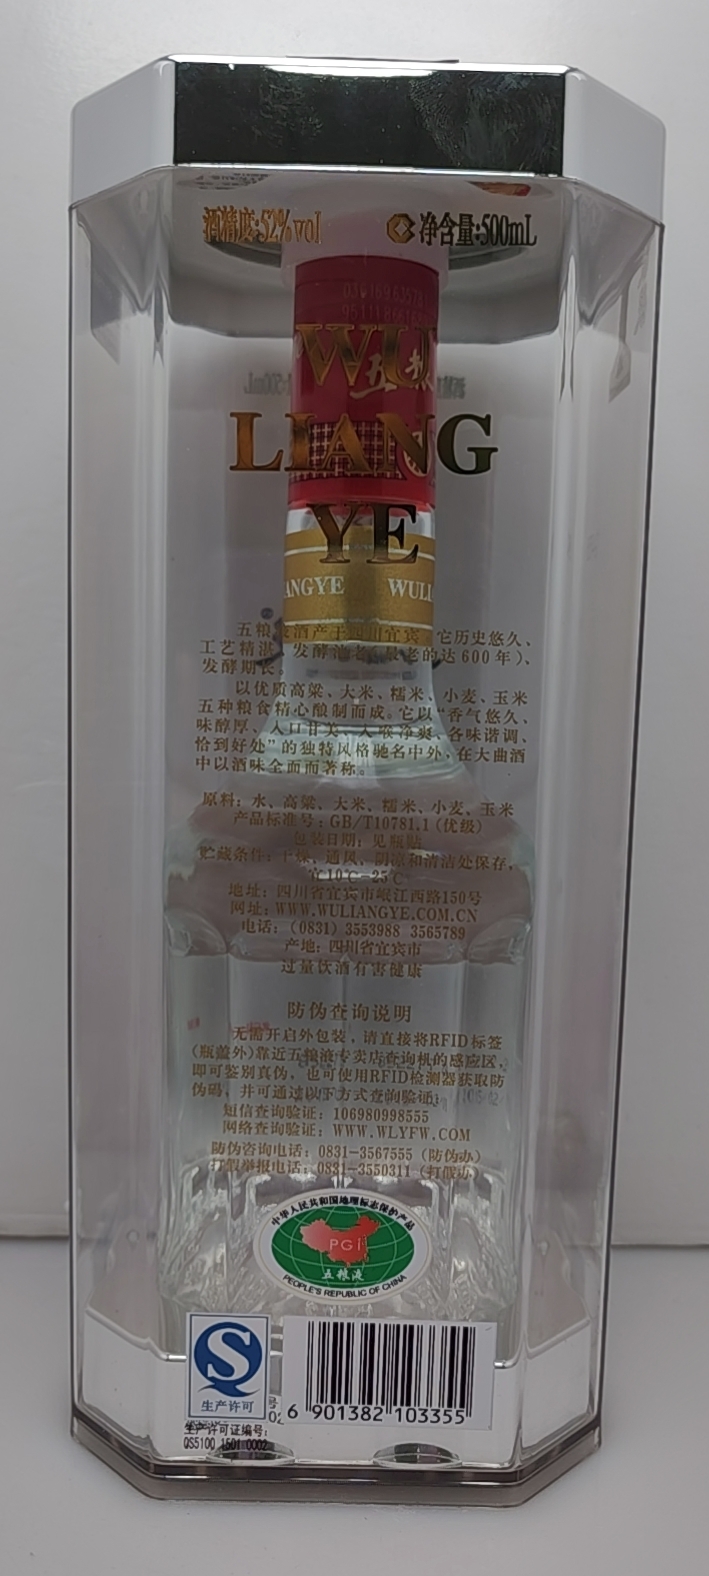 酒精度:52%vol
净含量:500mL
WU
LIANG
YE
ANGYE WULI
五粮液酒产于四川宜宾，它历史悠久、
工艺精湛，发酵池老(最老的达600年)、
发酵期长。
以优质高粱、大米、糯米、小麦、玉米
五种粮食精心酿制而成。它以“香气悠久、
味醇厚、入口甘美、入喉净爽、各味谐调、
恰到好处”的独特风格驰名中外，在大曲酒
中以酒味全面而著称。
原料：水、高粱、大米、糯米、小麦、玉米
产品标准号：GB/T10781.1(优级)
包装日期：见瓶贴
贮藏条件：干燥、通风、阴凉和清洁处保存，
宜10℃—25℃
地址：四川省宜宾市岷江西路150号
网址：WWW.WULIANGYE.COM.CN
电话：(0831) 3553988 3565789
产地：四川省宜宾市
过量饮酒有害健康
防伪查询说明
无需开启外包装，请直接将RFID标签
(瓶盖外)靠近五粮液专卖店查询机的感应区，
即可鉴别真伪，也可使用RFID检测器获取防
伪码，并可通过以下方式查询验证：
短信查询验证：106980998555
网络查询验证：WWW.WLYFW.COM
防伪咨询电话：0831—3567555 (防伪办)
打假举报电话：0831—3550311 (打假办)
中华人民共和国地理标志保护产品
PGI
五粮液
PEOPLE'S REPUBLIC OF CHINA
S
生产许可
生产许可证编号：
QS5100 1501 0002
6 901382 103355